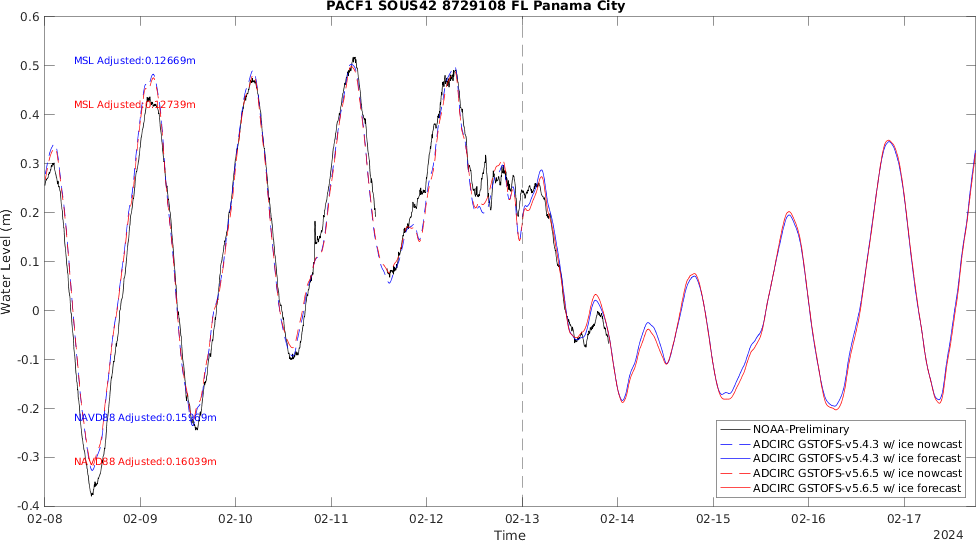 PACF1 SOUS42 8729108 FL Panama City
0.6
0.5
0.4
0.3
0.2
0.1
0
-0.1
-0.2
-0.3
-0.4
Water Level (m)
MSL Adjusted:0.12669m
MSL Adjusted:0.12739m
NAVD88 Adjusted:0.15969m
NAVD88 Adjusted:0.16039m
NOAA-Preliminary
ADCIRC GSTOFS-v5.4.3 w/ ice nowcast
ADCIRC GSTOFS-v5.4.3 w/ ice forecast
ADCIRC GSTOFS-v5.6.5 w/ ice nowcast
ADCIRC GSTOFS-v5.6.5 w/ ice forecast
02-08 02-09 02-10 02-11 02-12 02-13 02-14 02-15 02-16 02-17
Time
2024